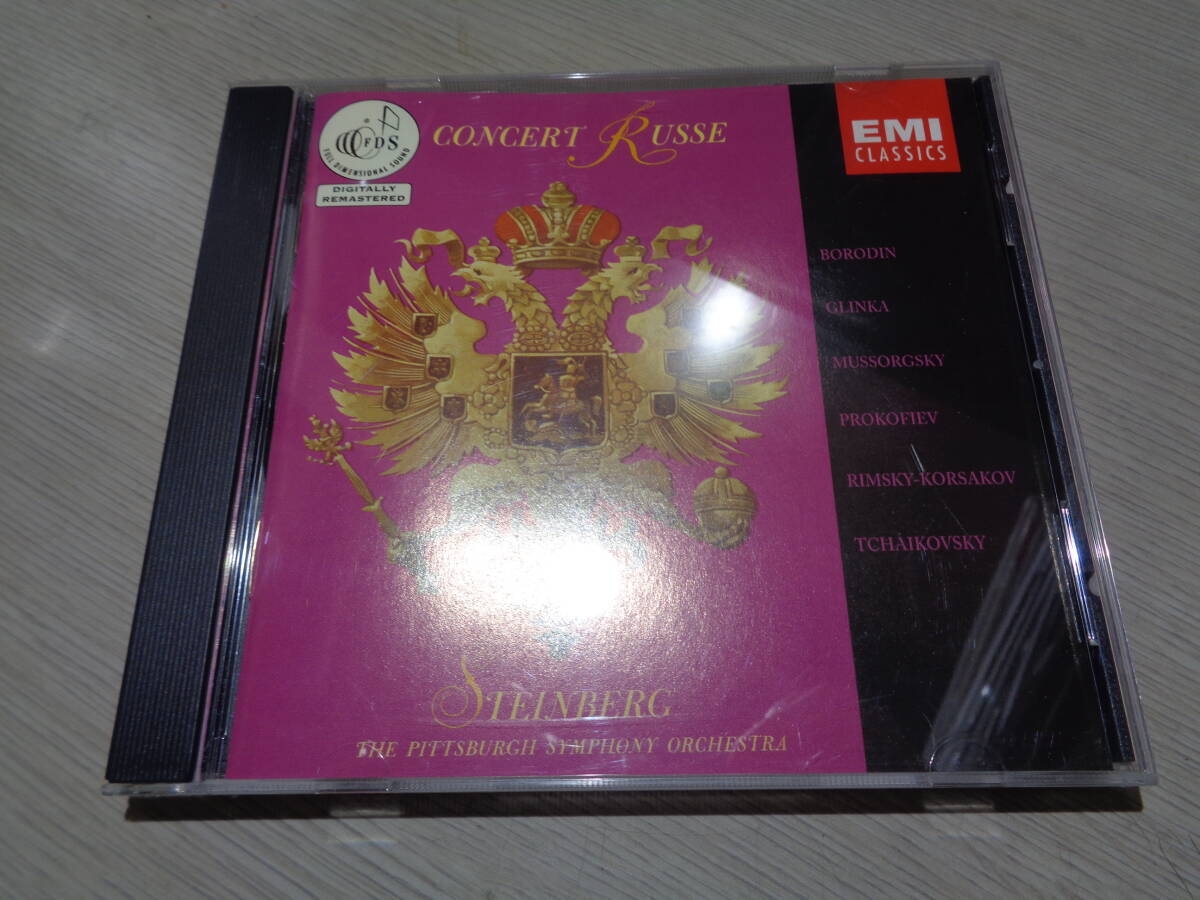 FDS
FULL DIMENSIONAL SOUND
DIGITALLY
REMASTERED
CONCERT RUSSE
EMI
CLASSICS
BORODIN
GLINKA
MUSSORGSKY
PROKOFIEV
RIMSKY-KORSAKOV
TCHAIKOVSKY
STEINBERG
THE PITTSBURGH SYMPHONY ORCHESTRA